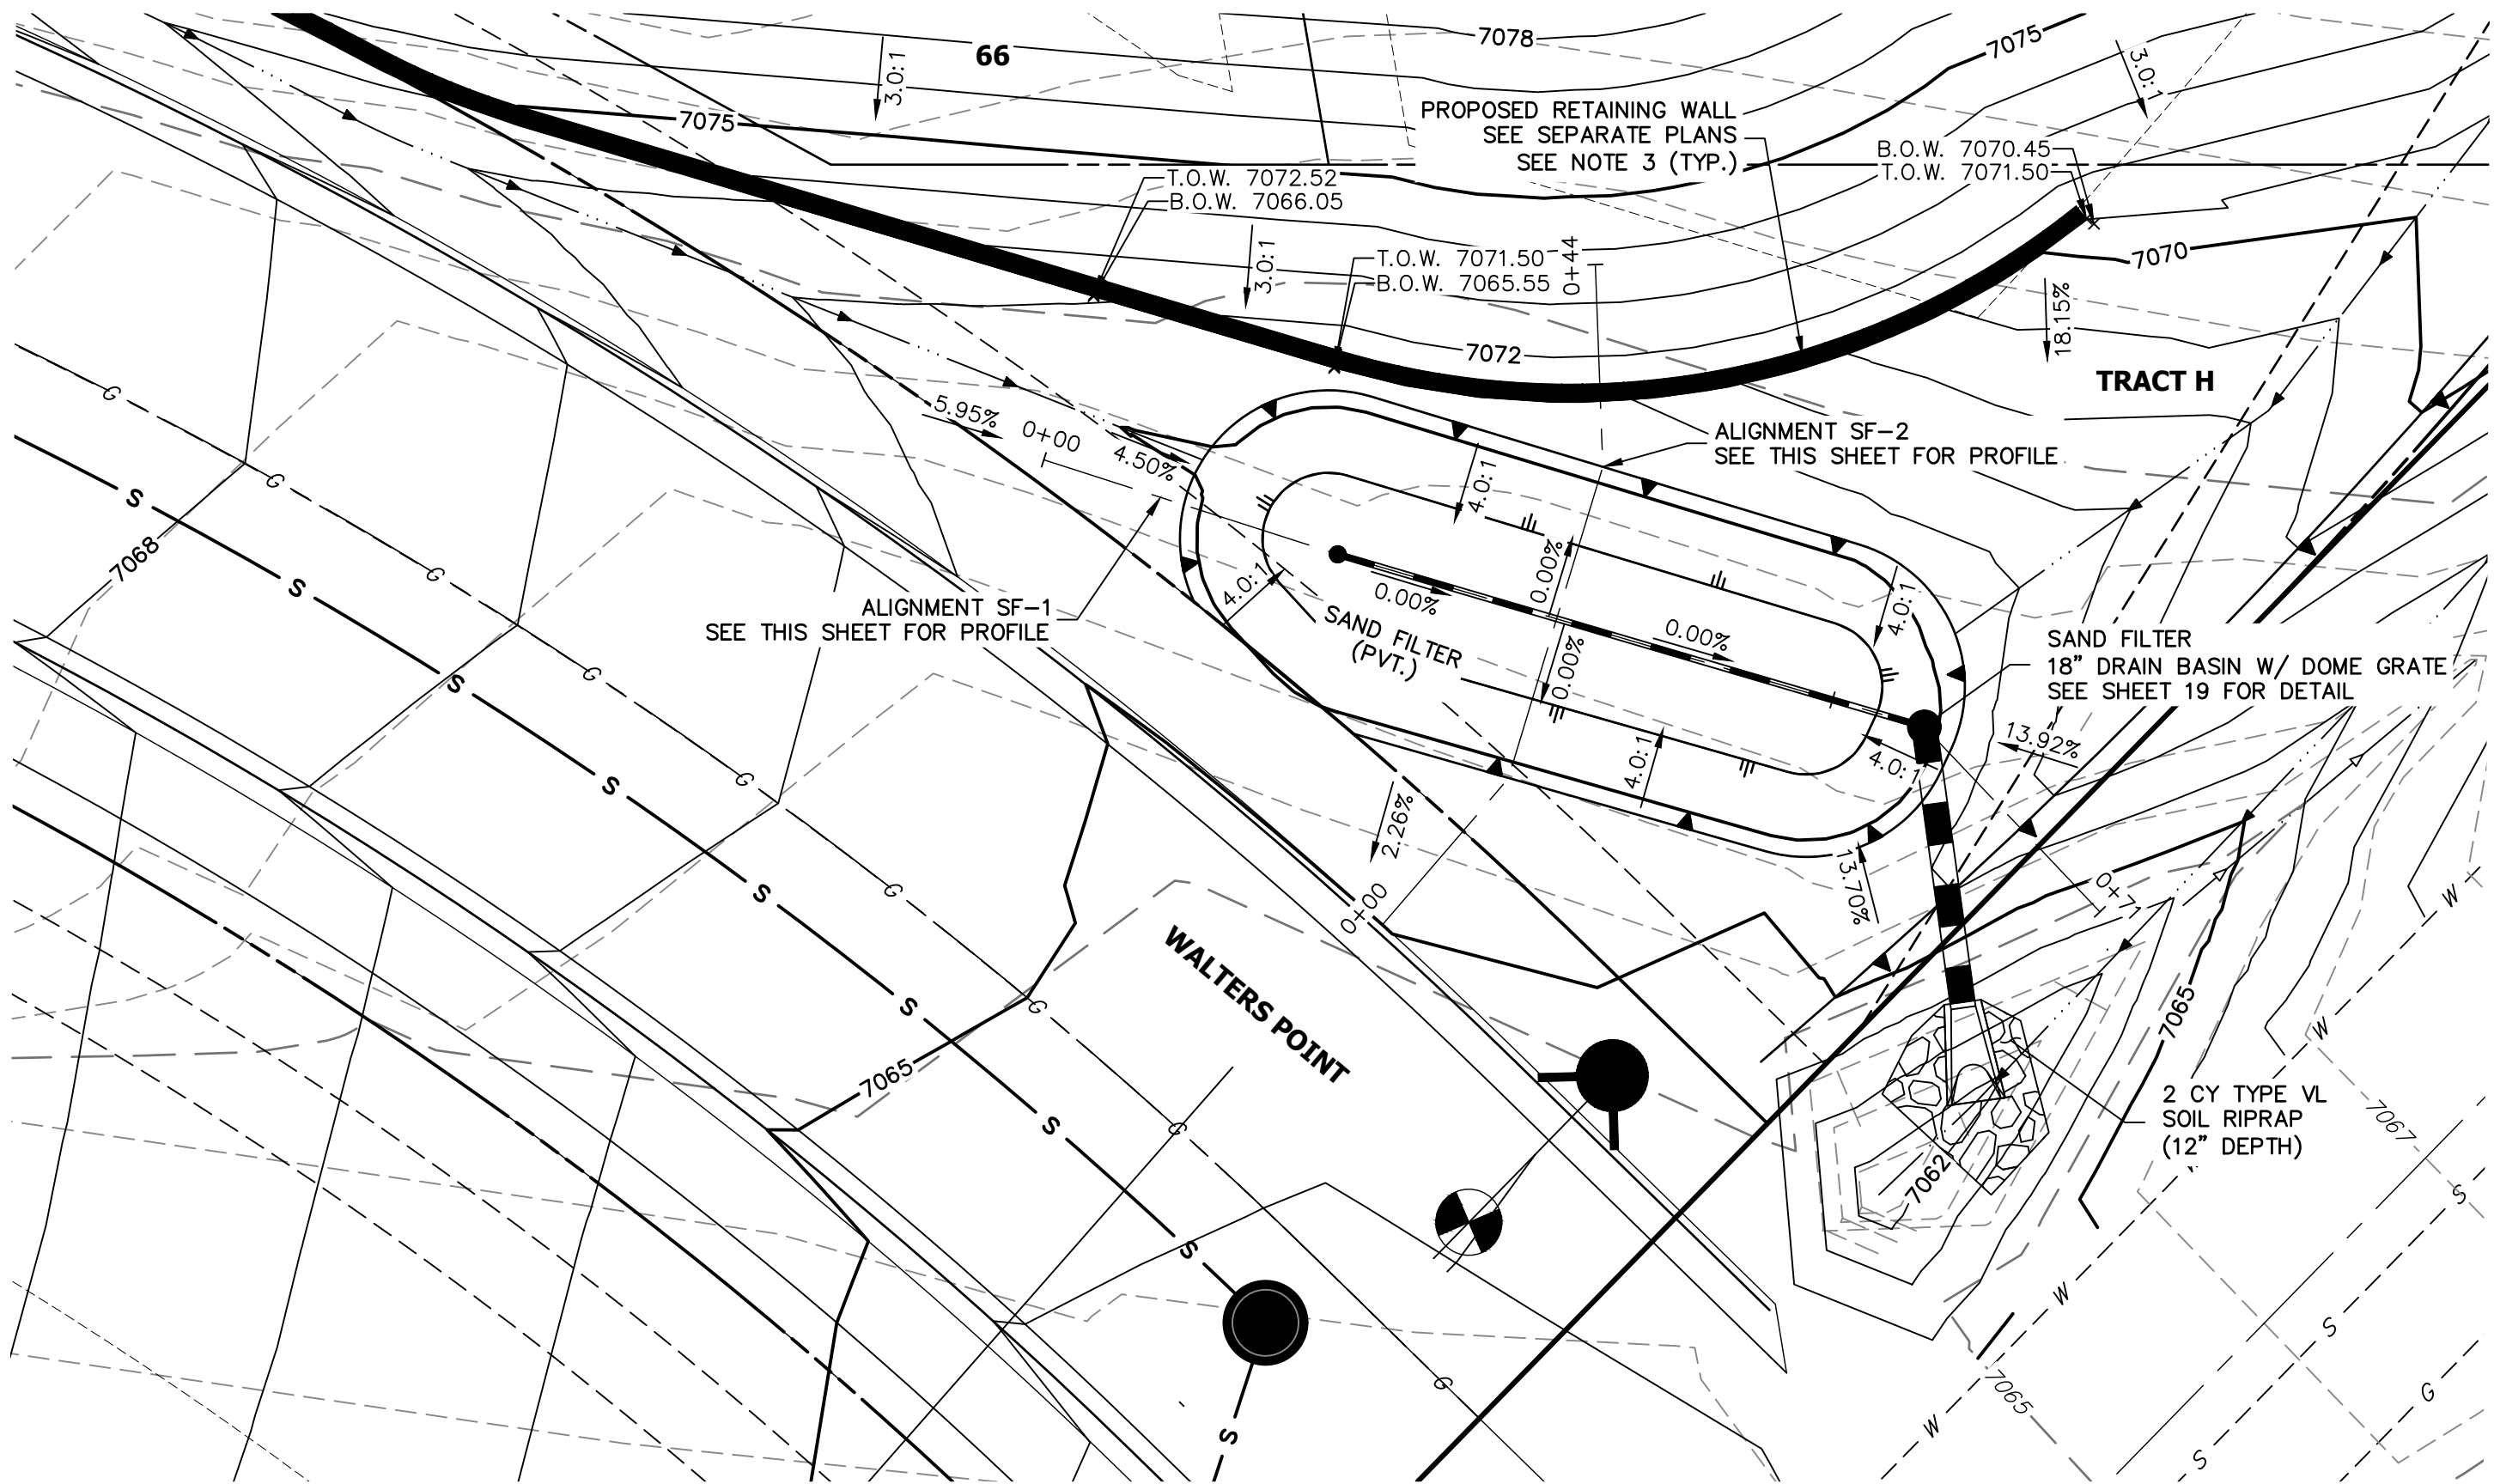 7078
7075
66
3.0:1
3.0:1
7075
PROPOSED RETAINING WALL
SEE SEPARATE PLANS
SEE NOTE 3 (TYP.)
B.O.W. 7070.45
T.O.W. 7071.50
T.O.W. 7072.52
B.O.W. 7066.05
3.0:1
T.O.W. 7071.50
B.O.W. 7065.55
0+44
7070
18.15%
7072
TRACT H
5.95%
0+00
4.50%
ALIGNMENT SF-2
SEE THIS SHEET FOR PROFILE
G
S
G
4.0:1
7068
G
S
4.0:1
0.00%
0.00%
4.0:1
ALIGNMENT SF-1
SEE THIS SHEET FOR PROFILE
SAND FILTER
(PVT.)
0.00%
0.00%
SAND FILTER
18" DRAIN BASIN W/ DOME GRATE
SEE SHEET 19 FOR DETAIL
G
S
13.92%
4.0:1
4.0:1
G
S
2.26%
13.70%
G
S
0+00
0+71
W
WALTERS POINT
G
S
7065
W
7065
S
G
2 CY TYPE VL
SOIL RIPRAP
(12" DEPTH)
7067
7062
W
S
S
W
S
G
7065
G
S
W
S